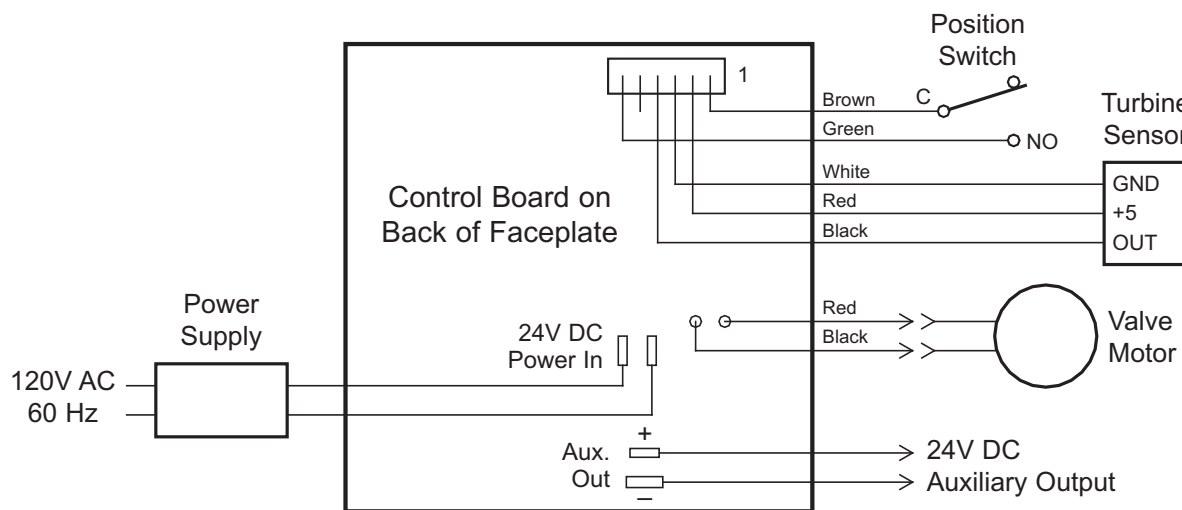 Position
Switch
1
Brown
C
Turbine
Sensor
Green
NO
White
GND
Control Board on
Back of Faceplate
Red
+5
Black
OUT
Power
Supply
24V DC
Power In
Red
Black
Valve
Motor
120V AC
60 Hz
+
Aux.
Out
–
24V DC
Auxiliary Output